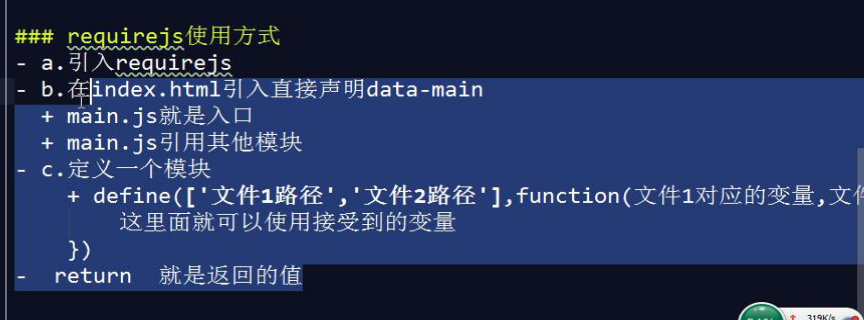 ### requirejs使用方式
- a.引入requirejs
- b.在index.html引入直接声明data-main
+ main.js就是入口
+ main.js引用其他模块
- c.定义一个模块
+ define(['文件1路径','文件2路径'],function(文件1对应的变量,文件
这里面就可以使用接受到的变量
})
- return 就是返回的值
319K/s